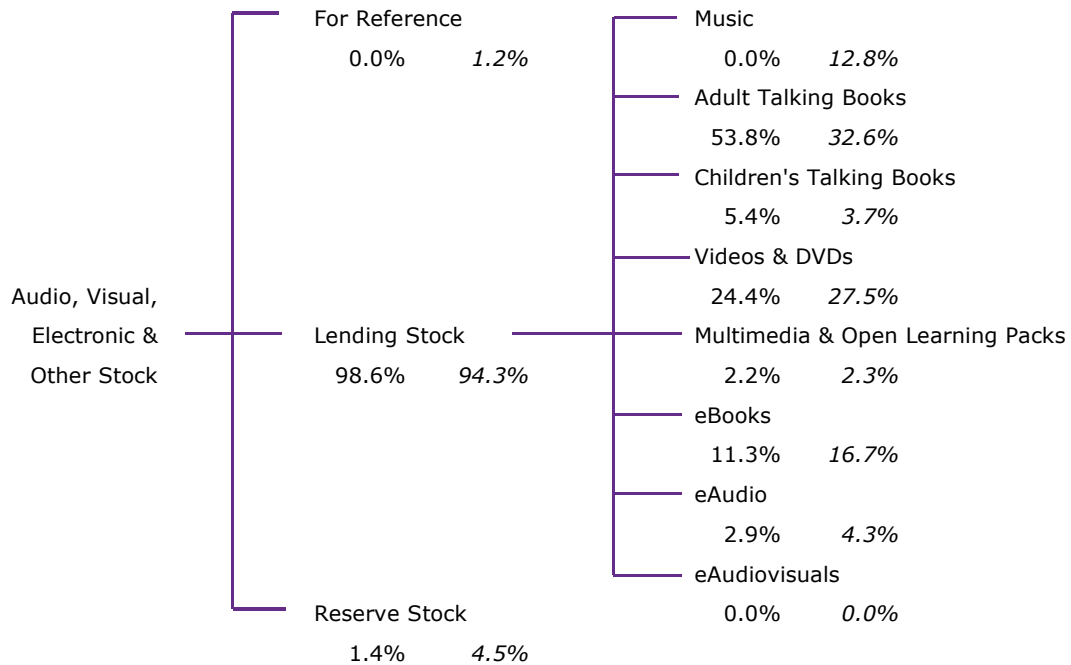 For Reference
0.0% 1.2%
Music
0.0% 12.8%
Adult Talking Books
53.8% 32.6%
Children's Talking Books
5.4% 3.7%
Videos & DVDs
24.4% 27.5%
Audio, Visual,
Electronic &
Other Stock
Lending Stock
98.6% 94.3%
Multimedia & Open Learning Packs
2.2% 2.3%
eBooks
11.3% 16.7%
eAudio
2.9% 4.3%
eAudiovisuals
0.0% 0.0%
Reserve Stock
1.4% 4.5%